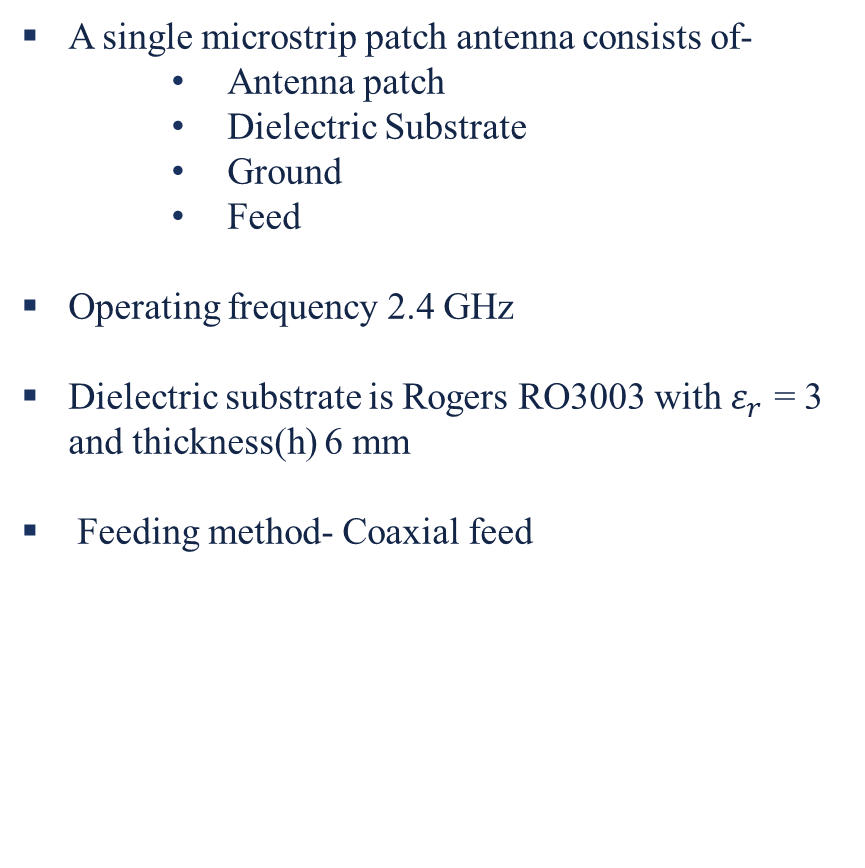 ▪ A single microstrip patch antenna consists of-
• Antenna patch
• Dielectric Substrate
• Ground
• Feed
▪ Operating frequency 2.4 GHz
▪ Dielectric substrate is Rogers RO3003 with εᵣ = 3
and thickness(h) 6 mm
▪ Feeding method- Coaxial feed